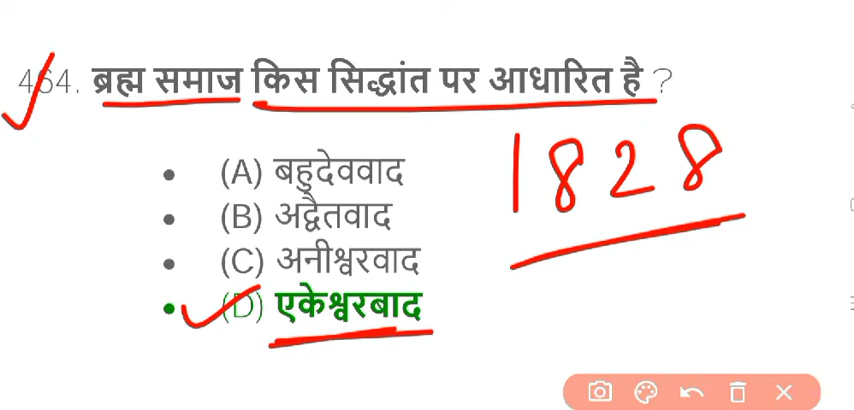 464. ब्रह्म समाज किस सिद्धांत पर आधारित है ?
1828
(A) बहुदेववाद
(B) अद्वैतवाद
(C) अनीश्वरवाद
(D) एकेश्वरबाद